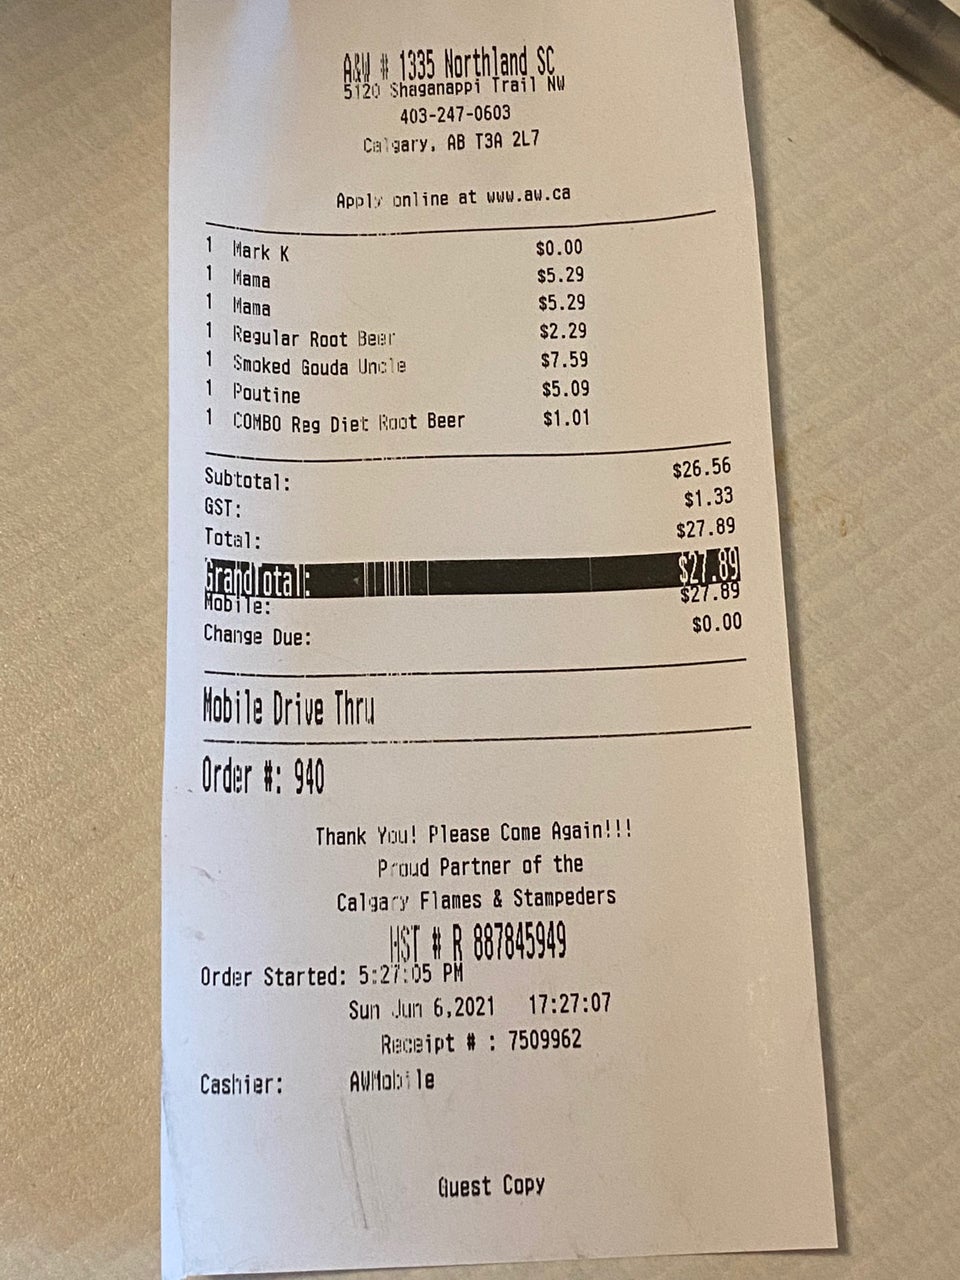 A&W # 1335 Northland SC
5120 Shaganappi Trail NW
403-247-0603
Calgary, AB T3A 2L7
Apply online at www.aw.ca
1 Mark K $0.00
1 Mama $5.29
1 Mama $5.29
1 Regular Root Beer $2.29
1 Smoked Gouda Uncle $7.59
1 Poutine $5.09
1 COMBO Reg Diet Root Beer $1.01
Subtotal: $26.56
GST: $1.33
Total: $27.89
GrandTotal: $27.89
Mobile: $27.89
Change Due: $0.00
Mobile Drive Thru
Order #: 940
Thank You! Please Come Again!!!
Proud Partner of the
Calgary Flames & Stampeders
HST # R 887845949
Order Started: 5:27:05 PM
Sun Jun 6,2021 17:27:07
Receipt # : 7509962
Cashier: AWMobile
Guest Copy